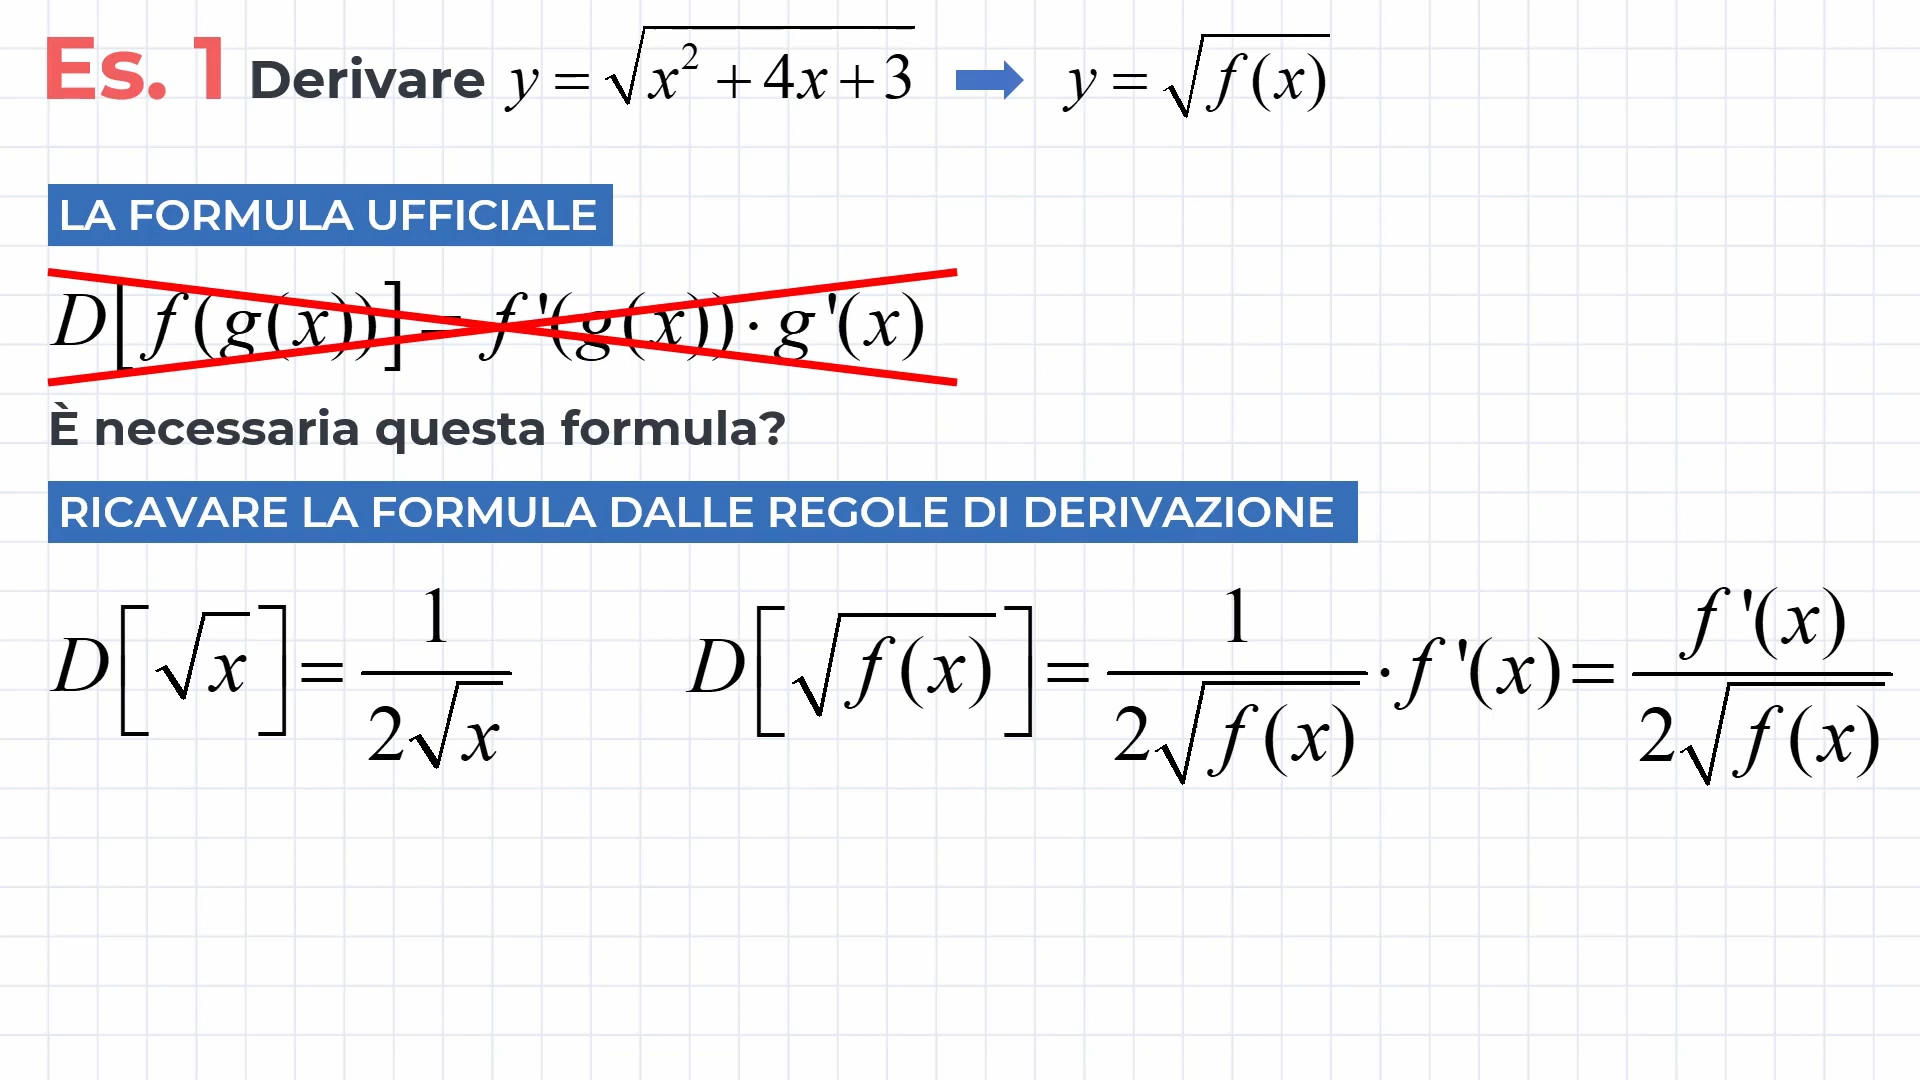 Es. 1 Derivare y = √(x² + 4x + 3) ➡ y = √f(x)
LA FORMULA UFFICIALE
D[f(g(x))] = f'(g(x)) · g'(x)
È necessaria questa formula?
RICAVARE LA FORMULA DALLE REGOLE DI DERIVAZIONE
D[√x] = 1/(2√x) D[√f(x)] = 1/(2√f(x)) · f'(x) = f'(x)/(2√f(x))